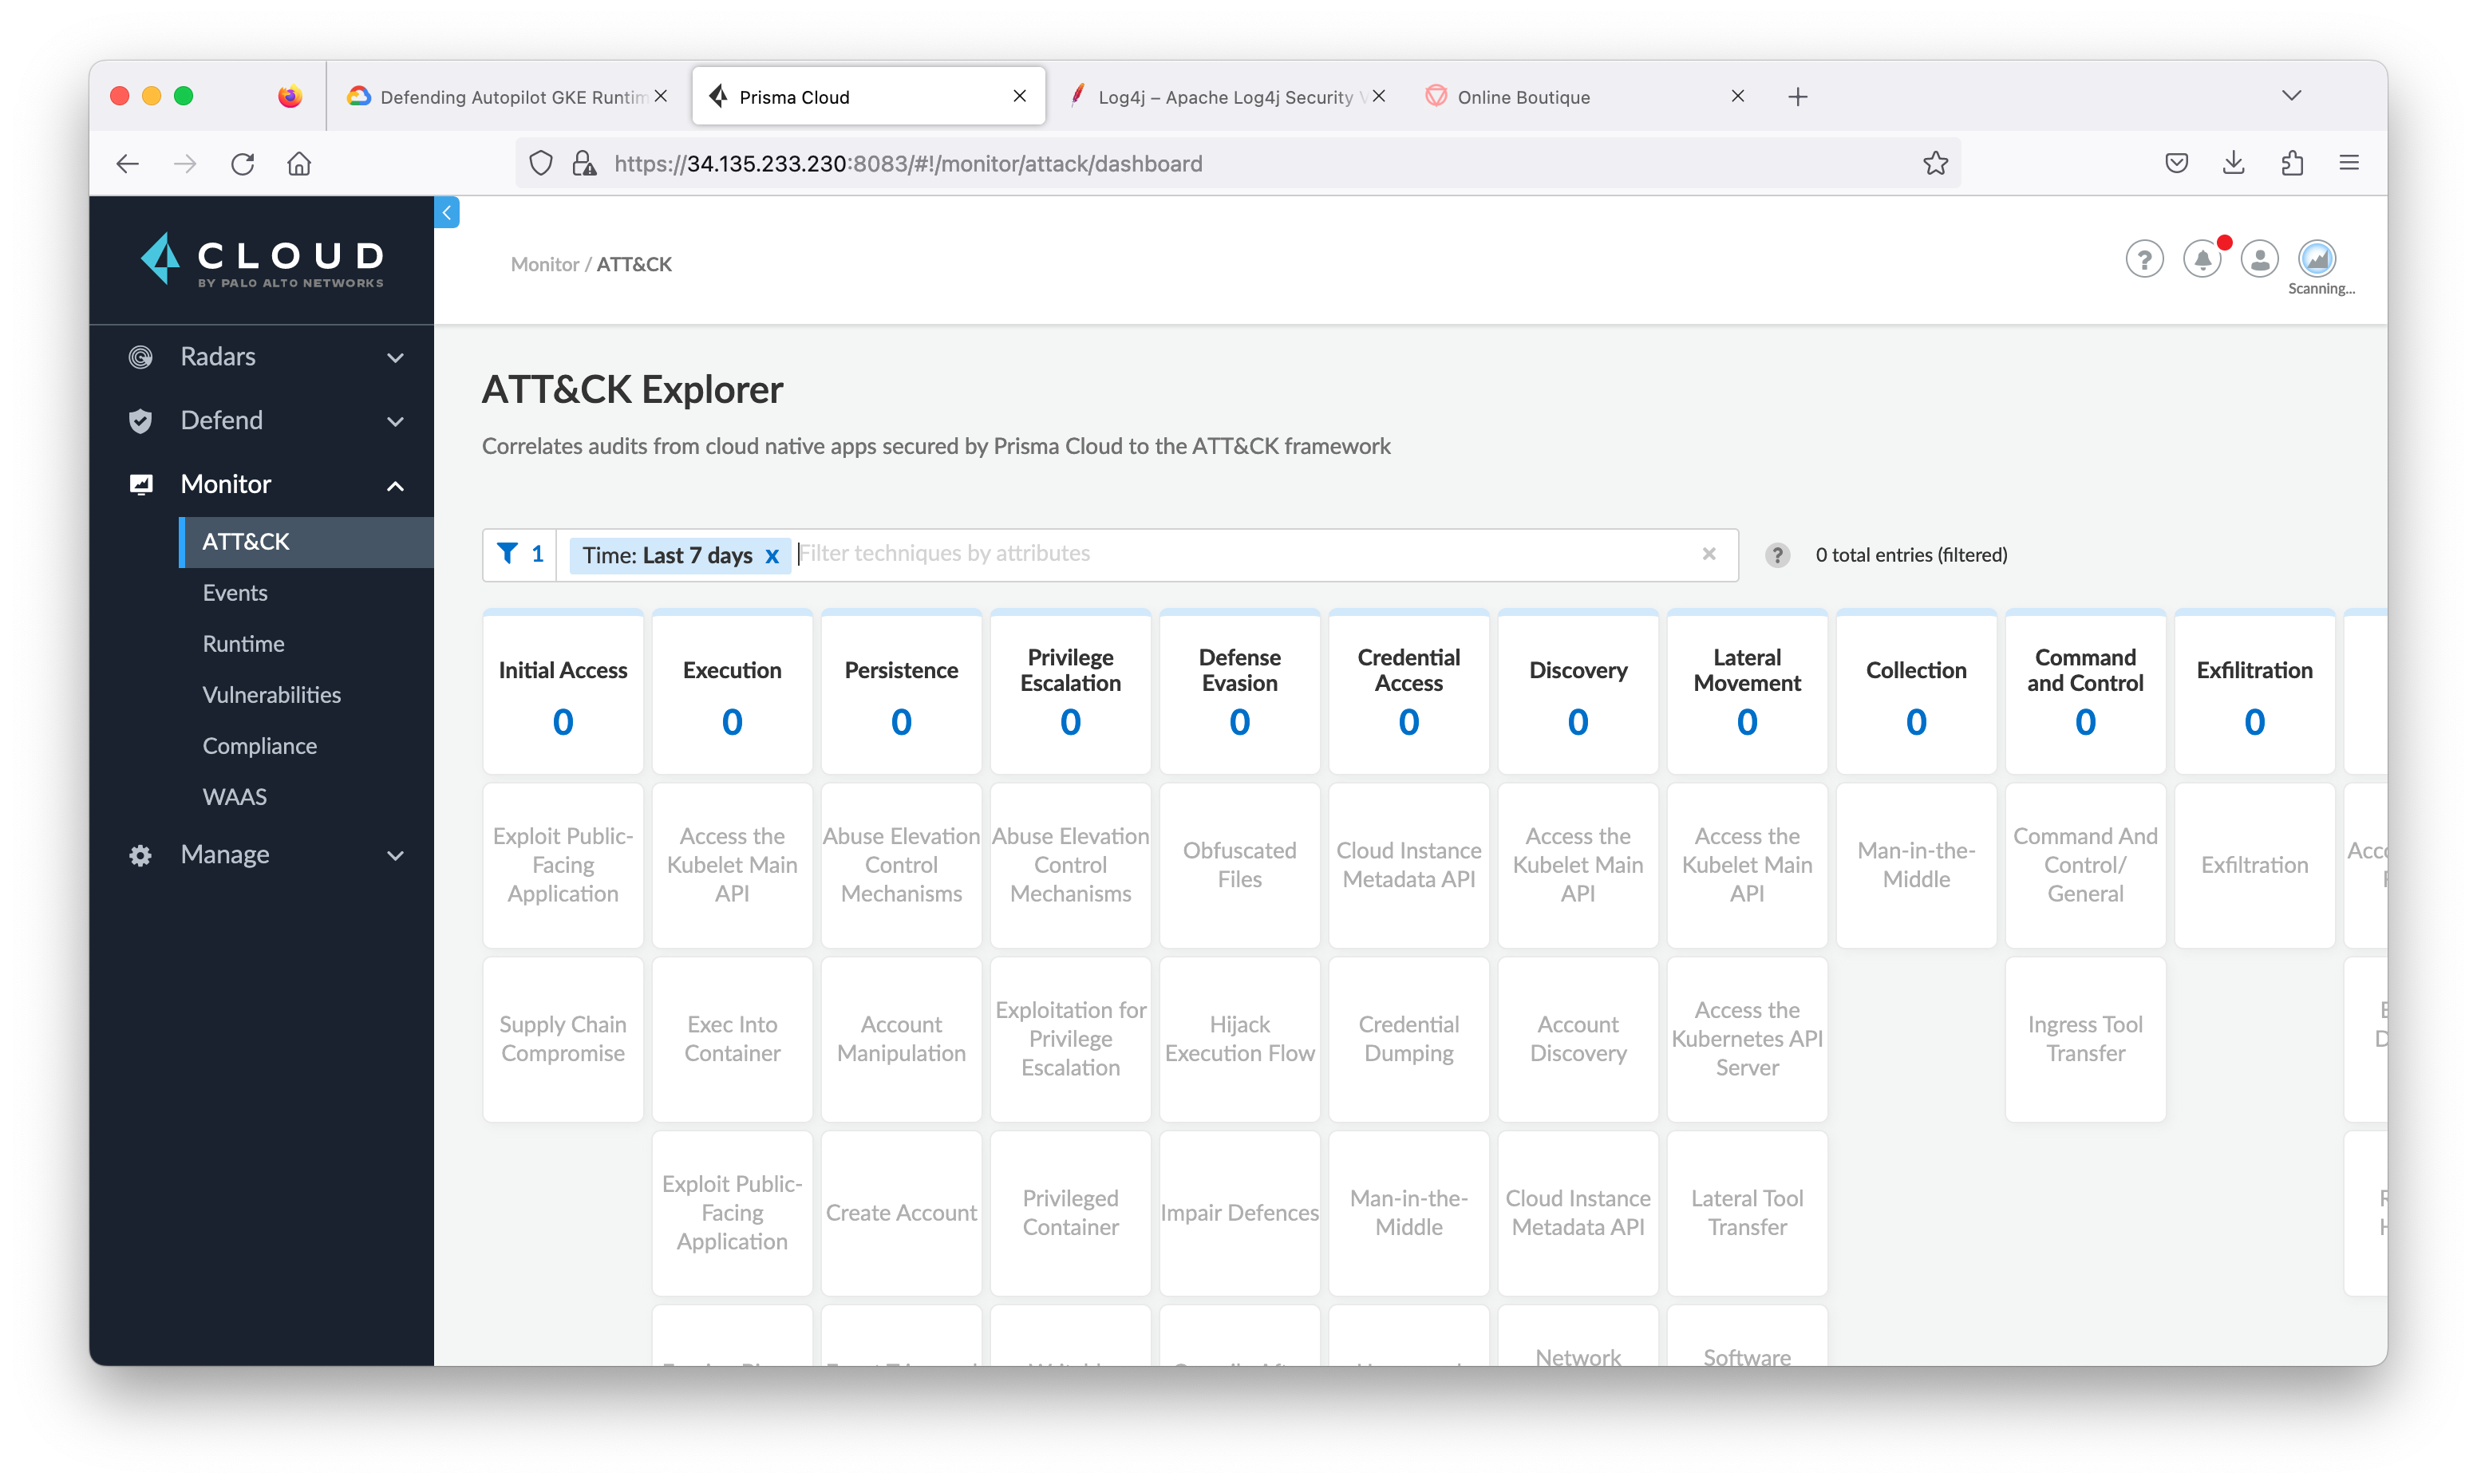 Defending Autopilot GKE Runtim
Prisma Cloud
Log4j – Apache Log4j Security V
Online Boutique
https://34.135.233.230:8083/#!/monitor/attack/dashboard
CLOUD
BY PALO ALTO NETWORKS
Monitor / ATT&CK
Scanning...
Radars
Defend
Monitor
ATT&CK
Events
Runtime
Vulnerabilities
Compliance
WAAS
Manage
ATT&CK Explorer
Correlates audits from cloud native apps secured by Prisma Cloud to the ATT&CK framework
1
Time: Last 7 days x
Filter techniques by attributes
?
0 total entries (filtered)
Initial Access
0
Execution
0
Persistence
0
Privilege
Escalation
0
Defense
Evasion
0
Credential
Access
0
Discovery
0
Lateral
Movement
0
Collection
0
Command
and Control
0
Exfilitration
0
Exploit Public-
Facing
Application
Access the
Kubelet Main
API
Abuse Elevation
Control
Mechanisms
Abuse Elevation
Control
Mechanisms
Obfuscated
Files
Cloud Instance
Metadata API
Access the
Kubelet Main
API
Access the
Kubelet Main
API
Man-in-the-
Middle
Command And
Control/
General
Exfiltration
Supply Chain
Compromise
Exec Into
Container
Account
Manipulation
Exploitation for
Privilege
Escalation
Hijack
Execution Flow
Credential
Dumping
Account
Discovery
Access the
Kubernetes API
Server
Ingress Tool
Transfer
Exploit Public-
Facing
Application
Create Account
Privileged
Container
Impair Defences
Man-in-the-
Middle
Cloud Instance
Metadata API
Lateral Tool
Transfer
Network
Software